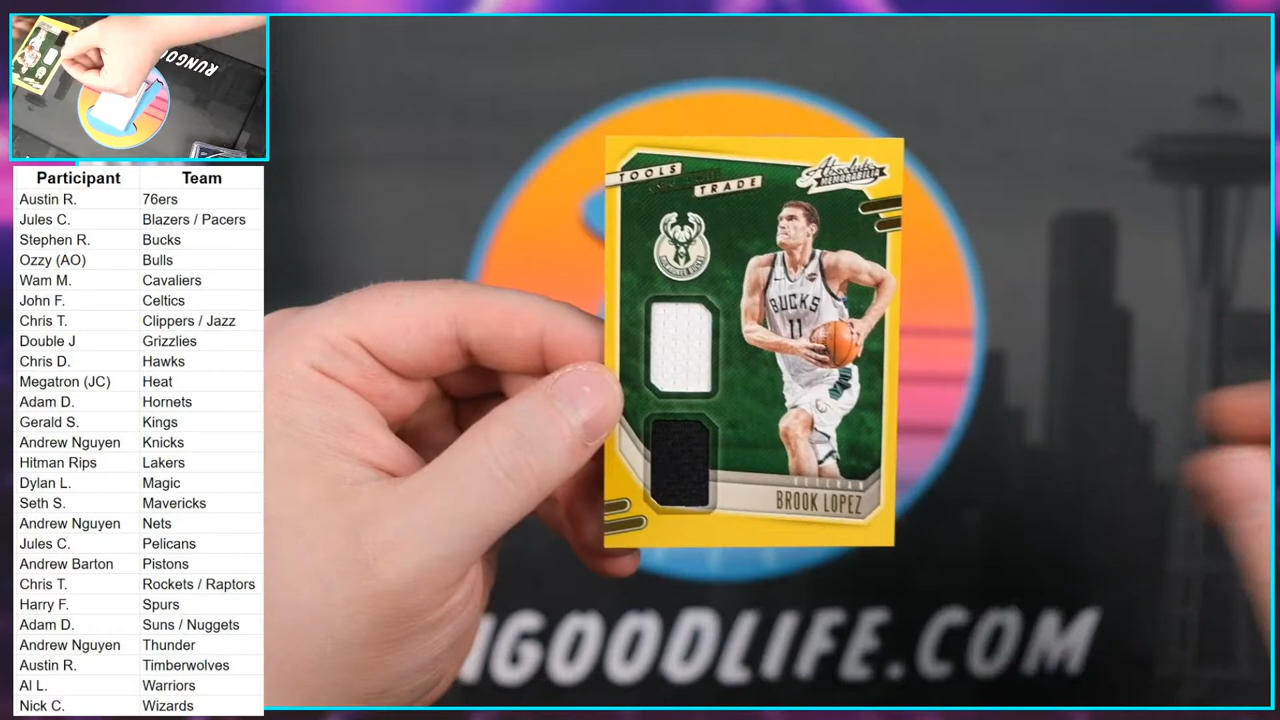 RUNGOO
Participant Team
Austin R. 76ers
Jules C. Blazers / Pacers
Stephen R. Bucks
Ozzy (AO) Bulls
Wam M. Cavaliers
John F. Celtics
Chris T. Clippers / Jazz
Double J Grizzlies
Chris D. Hawks
Megatron (JC) Heat
Adam D. Hornets
Gerald S. Kings
Andrew Nguyen Knicks
Hitman Rips Lakers
Dylan L. Magic
Seth S. Mavericks
Andrew Nguyen Nets
Jules C. Pelicans
Andrew Barton Pistons
Chris T. Rockets / Raptors
Harry F. Spurs
Adam D. Suns / Nuggets
Andrew Nguyen Thunder
Austin R. Timberwolves
Al L. Warriors
Nick C. Wizards
TOOLS
TRADE
Absolute
MEMORABILIA
BUCKS
11
VETERAN
BROOK LOPEZ
NGOODLIFE.COM